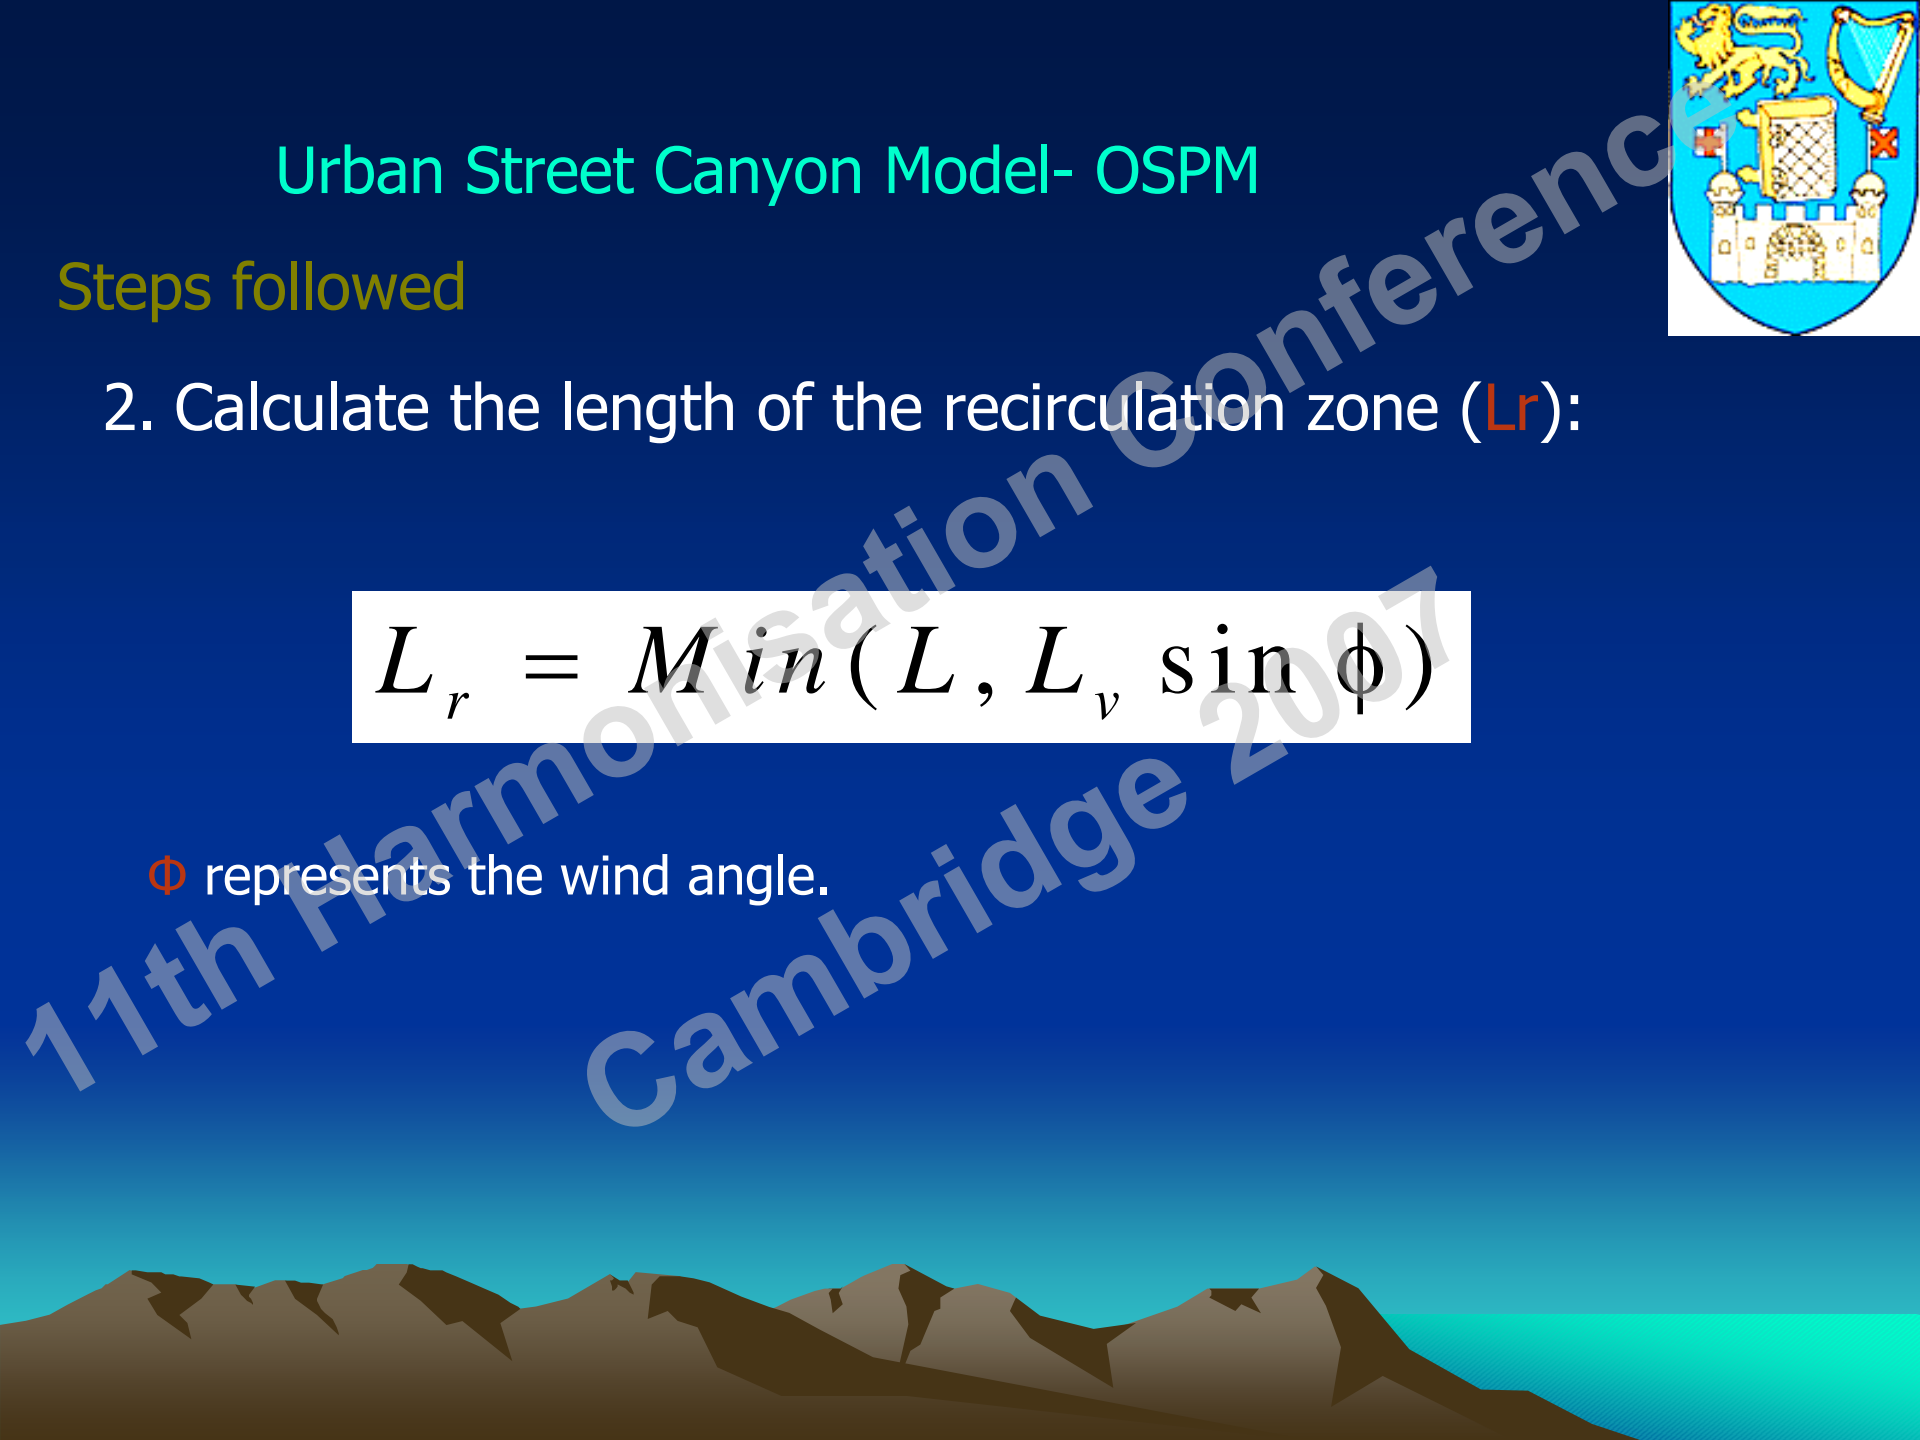 Urban Street Canyon Model- OSPM
Steps followed
2. Calculate the length of the recirculation zone (Lr):
L_r = Min(L, L_v sin ϕ)
Φ represents the wind angle.
11th Harmonisation Conference
Cambridge 2007